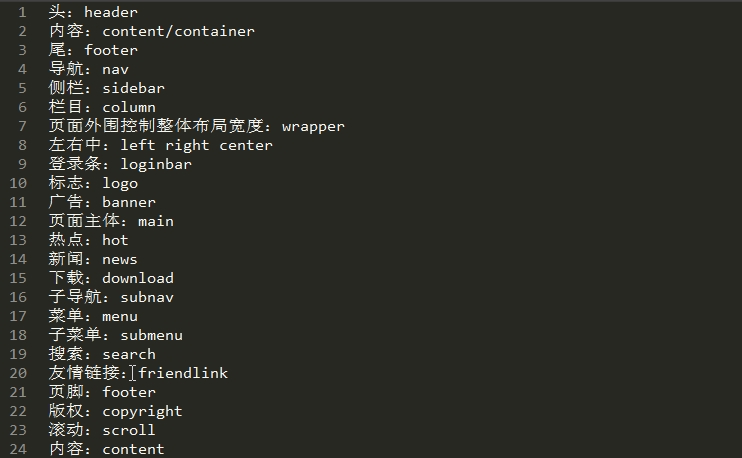 1 头：header
2 内容：content/container
3 尾：footer
4 导航：nav
5 侧栏：sidebar
6 栏目：column
7 页面外围控制整体布局宽度：wrapper
8 左右中：left right center
9 登录条：loginbar
10 标志：logo
11 广告：banner
12 页面主体：main
13 热点：hot
14 新闻：news
15 下载：download
16 子导航：subnav
17 菜单：menu
18 子菜单：submenu
19 搜索：search
20 友情链接：friendlink
21 页脚：footer
22 版权：copyright
23 滚动：scroll
24 内容：content